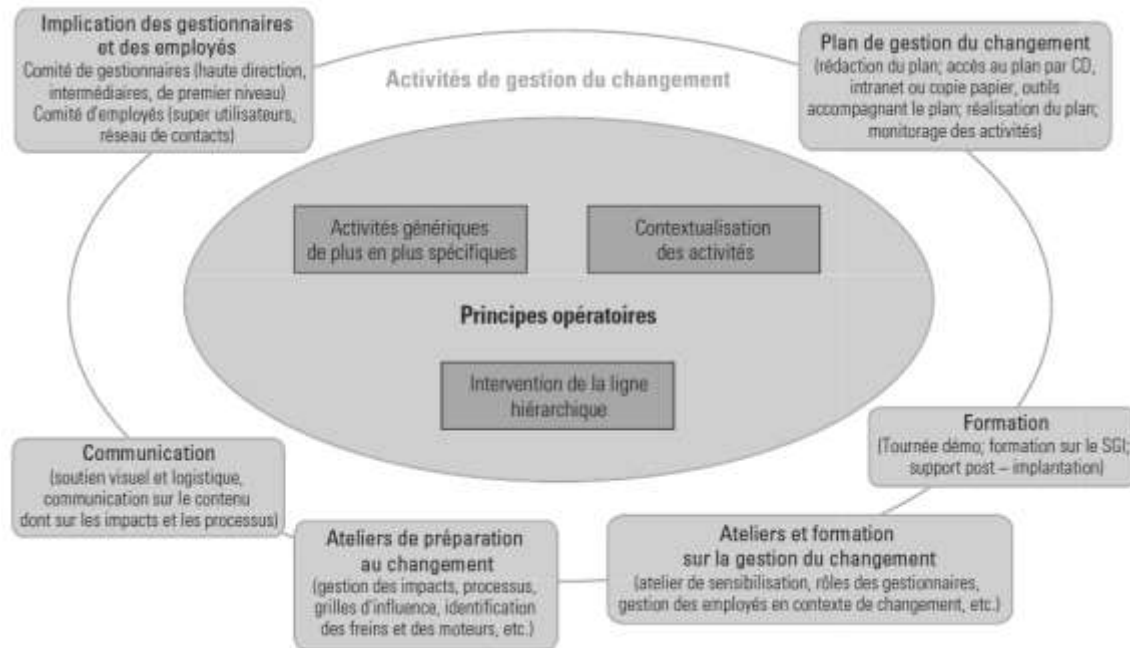 Implication des gestionnaires
et des employés
Comité de gestionnaires (haute direction,
intermédiaires, de premier niveau)
Comité d'employés (super utilisateurs,
réseau de contacts)
Activités de gestion du changement
Plan de gestion du changement
(rédaction du plan; accès au plan par CD,
intranet ou copie papier, outils
accompagnant le plan; réalisation du plan;
monitorage des activités)
Activités génériques
de plus en plus spécifiques
Contextualisation
des activités
Principes opératoires
Intervention de la ligne
hiérarchique
Formation
(Tournée démo; formation sur le SGI;
support post – implantation)
Communication
(soutien visuel et logistique,
communication sur le contenu
dont sur les impacts et les processus)
Ateliers de préparation
au changement
(gestion des impacts, processus,
grilles d'influence, identification
des freins et des moteurs, etc.)
Ateliers et formation
sur la gestion du changement
(atelier de sensibilisation, rôles des gestionnaires,
gestion des employés en contexte de changement, etc.)